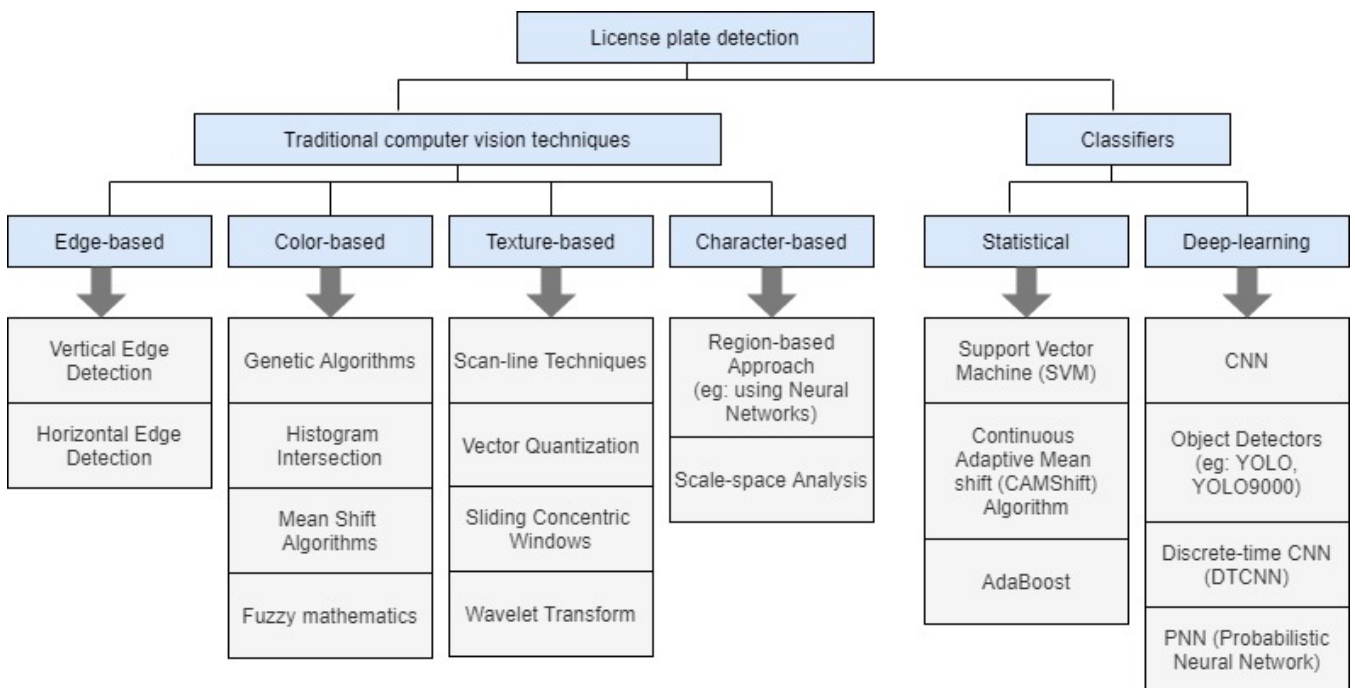 License plate detection
Traditional computer vision techniques
Classifiers
Edge-based
Color-based
Texture-based
Character-based
Statistical
Deep-learning
Vertical Edge
Detection
Horizontal Edge
Detection
Genetic Algorithms
Histogram
Intersection
Mean Shift
Algorithms
Fuzzy mathematics
Scan-line Techniques
Vector Quantization
Sliding Concentric
Windows
Wavelet Transform
Region-based
Approach
(eg: using Neural
Networks)
Scale-space Analysis
Support Vector
Machine (SVM)
Continuous
Adaptive Mean
shift (CAMShift)
Algorithm
AdaBoost
CNN
Object Detectors
(eg: YOLO,
YOLO9000)
Discrete-time CNN
(DTCNN)
PNN (Probabilistic
Neural Network)